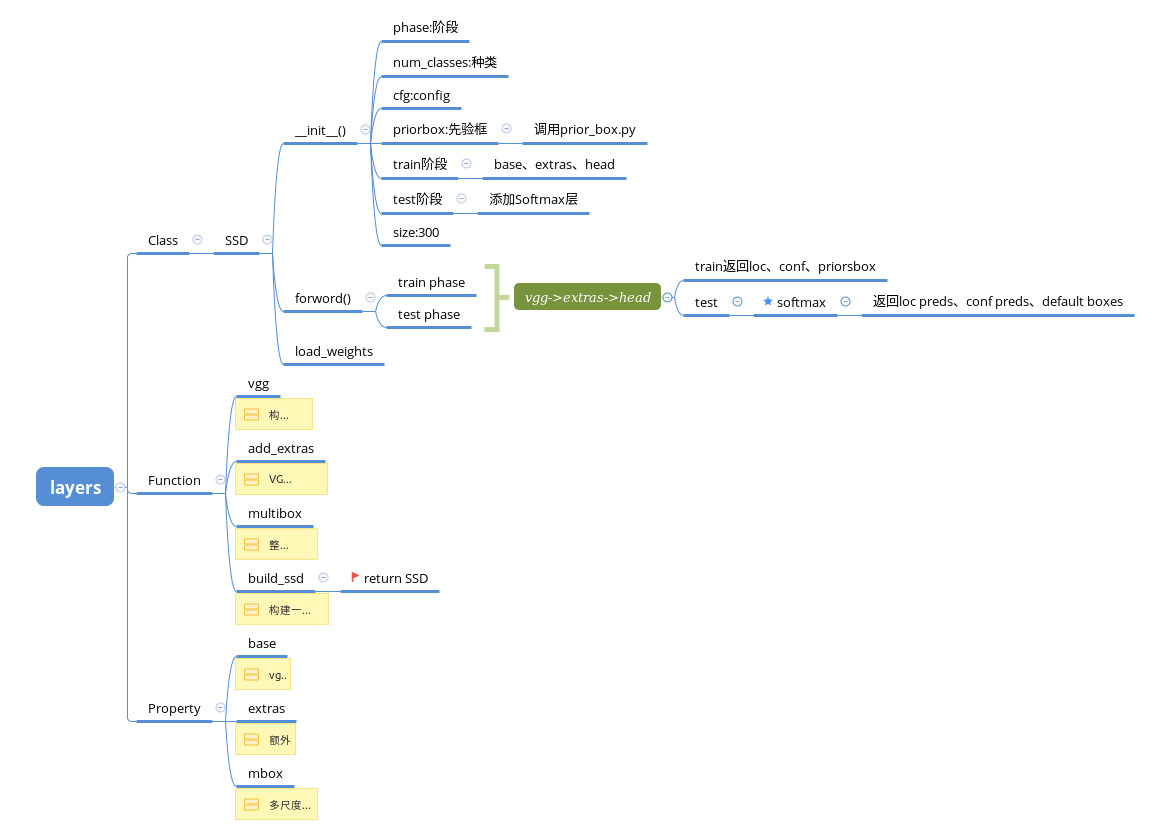 phase:阶段
num_classes:种类
cfg:config
__init__()
priorbox:先验框
调用prior_box.py
train阶段
base、extras、head
test阶段
添加Softmax层
size:300
Class
SSD
train返回loc、conf、priorsbox
train phase
forword()
vgg->extras->head
test
softmax
返回loc preds、conf preds、default boxes
test phase
load_weights
vgg
构...
add_extras
VG...
layers
Function
multibox
整...
build_ssd
return SSD
构建一...
base
vg..
Property
extras
额外
mbox
多尺度...